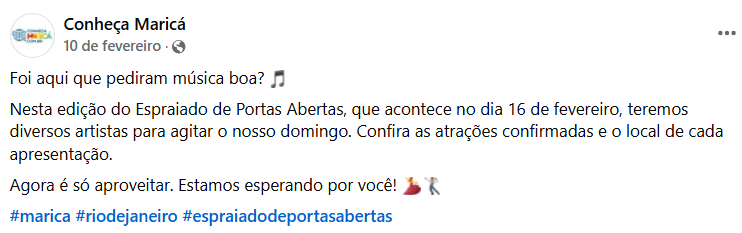 Conheça Maricá
10 de fevereiro ·
Foi aqui que pediram música boa? 🎵
Nesta edição do Espraiado de Portas Abertas, que acontece no dia 16 de fevereiro, teremos
diversos artistas para agitar o nosso domingo. Confira as atrações confirmadas e o local de cada
apresentação.
Agora é só aproveitar. Estamos esperando por você! 💃🕺
#marica #riodejaneiro #espraiadodeportasabertas